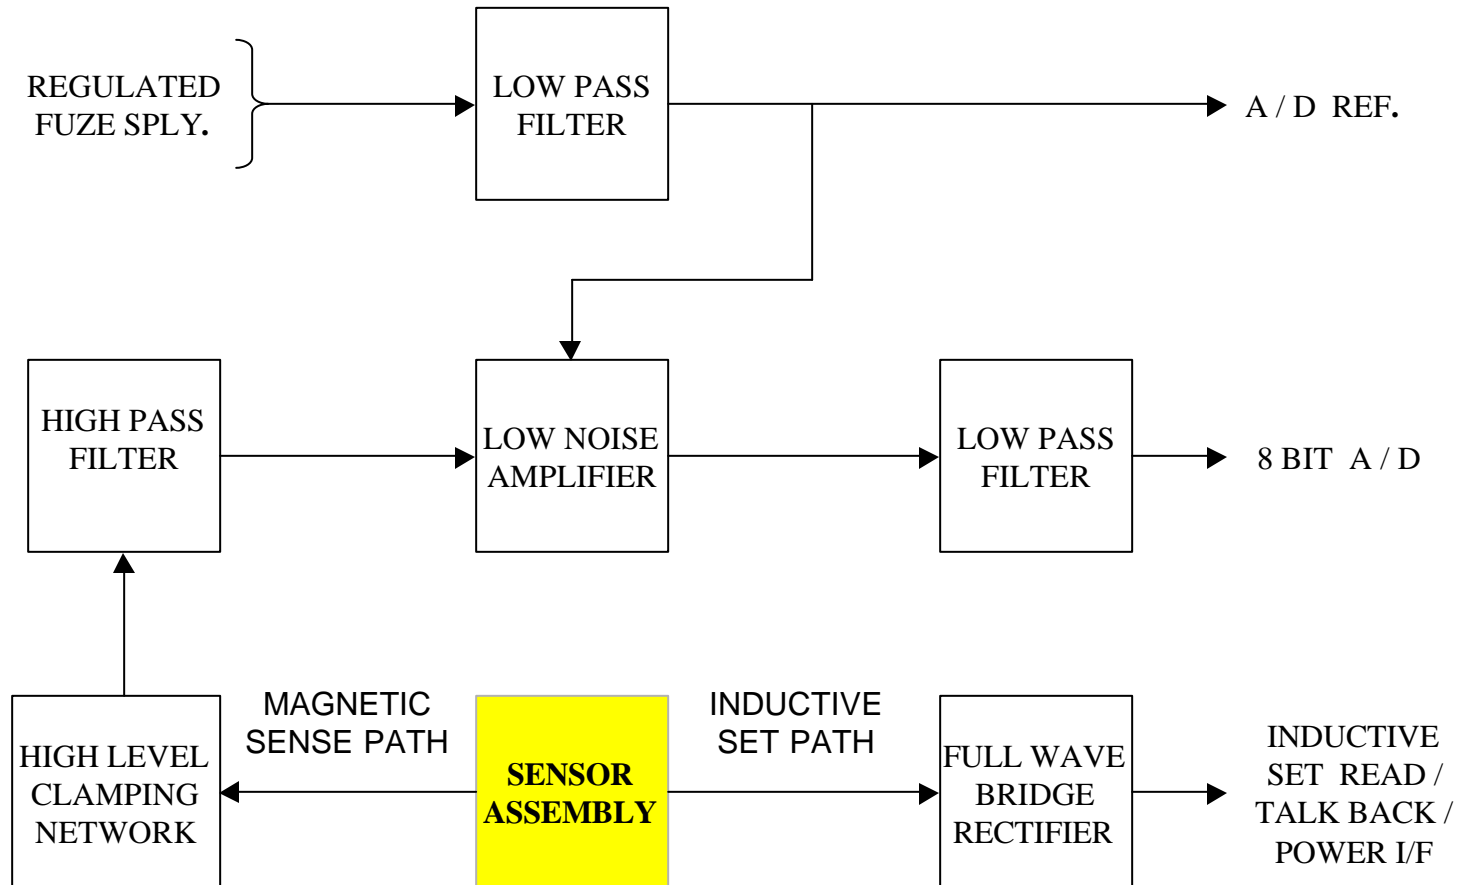 REGULATED
FUZE SPLY.
LOW PASS
FILTER
A / D REF.
HIGH PASS
FILTER
LOW NOISE
AMPLIFIER
LOW PASS
FILTER
8 BIT A / D
HIGH LEVEL
CLAMPING
NETWORK
MAGNETIC
SENSE PATH
SENSOR
ASSEMBLY
INDUCTIVE
SET PATH
FULL WAVE
BRIDGE
RECTIFIER
INDUCTIVE
SET READ /
TALK BACK /
POWER I/F